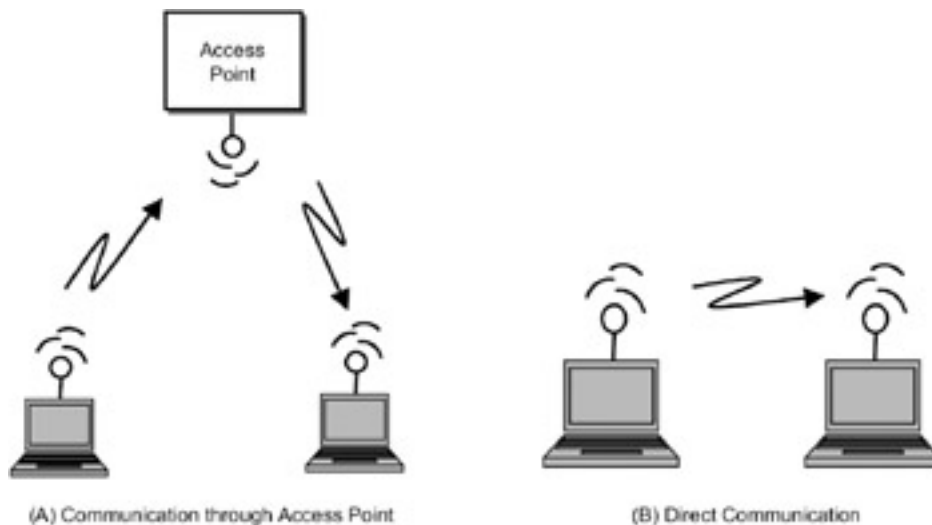 Access
Point
(A) Communication through Access Point
(B) Direct Communication